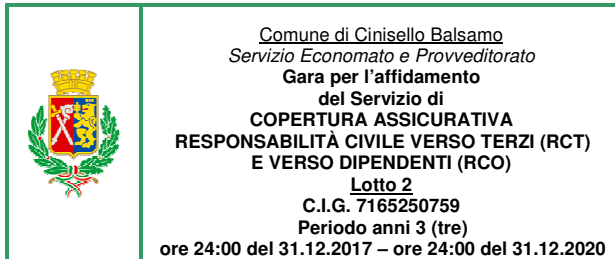 Comune di Cinisello Balsamo
Servizio Economato e Provveditorato
Gara per l'affidamento
del Servizio di
COPERTURA ASSICURATIVA
RESPONSABILITÀ CIVILE VERSO TERZI (RCT)
E VERSO DIPENDENTI (RCO)
Lotto 2
C.I.G. 7165250759
Periodo anni 3 (tre)
ore 24:00 del 31.12.2017 – ore 24:00 del 31.12.2020